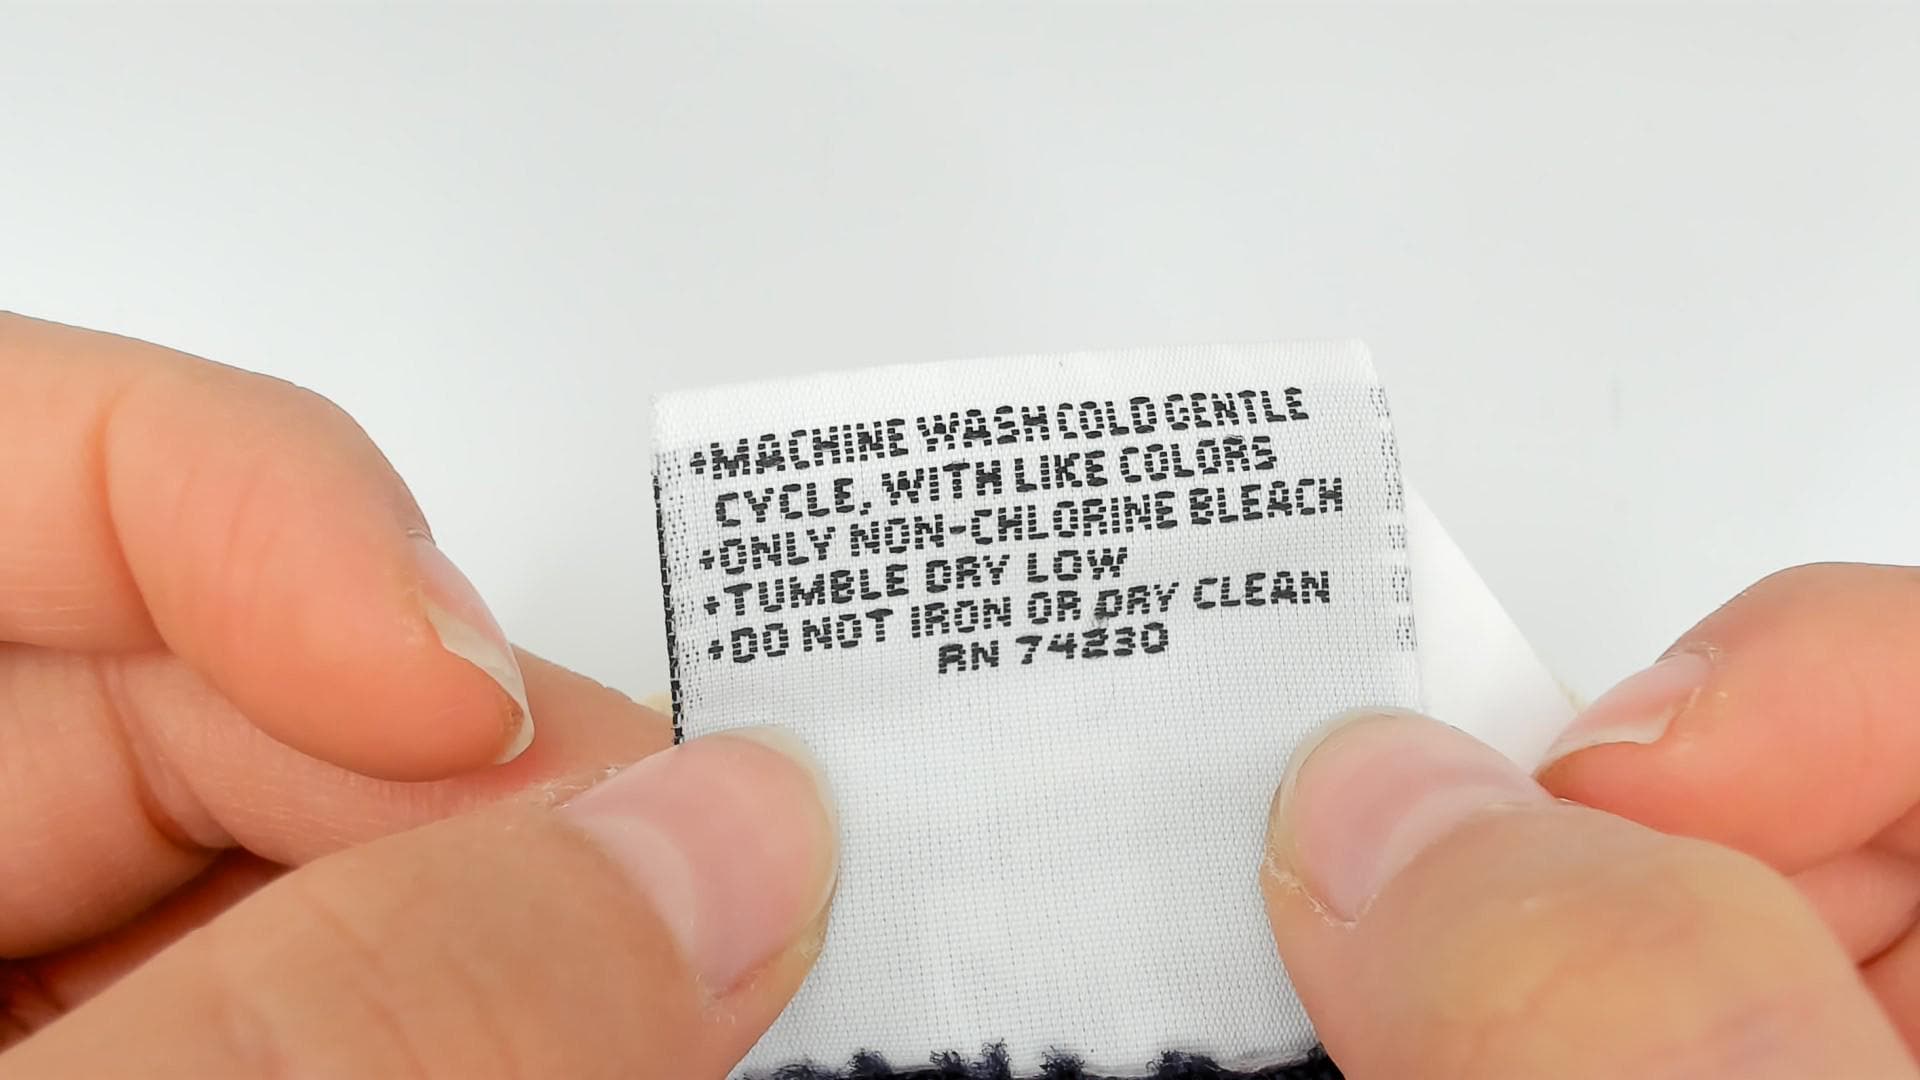 •MACHINE WASH COLD GENTLE
CYCLE, WITH LIKE COLORS
•ONLY NON-CHLORINE BLEACH
•TUMBLE DRY LOW
•DO NOT IRON OR DRY CLEAN
RN 74230